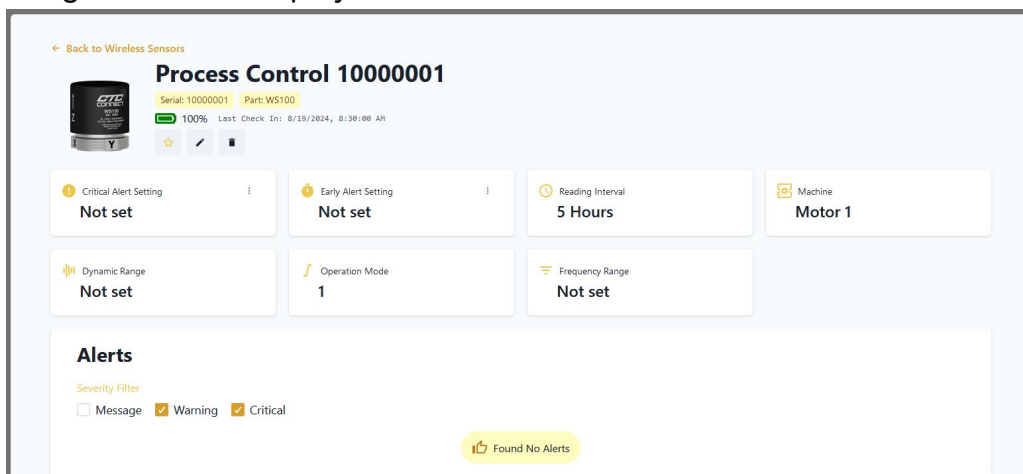 ← Back to Wireless Sensors
Process Control 10000001
Serial: 10000001 Part: WS100
100% Last Check In: 8/19/2024, 8:30:00 AM
CTC
CONNECT
WS100
Z
X Y
Critical Alert Setting
Not set
Early Alert Setting
Not set
Reading Interval
5 Hours
Machine
Motor 1
Dynamic Range
Not set
Operation Mode
1
Frequency Range
Not set
Alerts
Severity Filter
Message Warning Critical
Found No Alerts